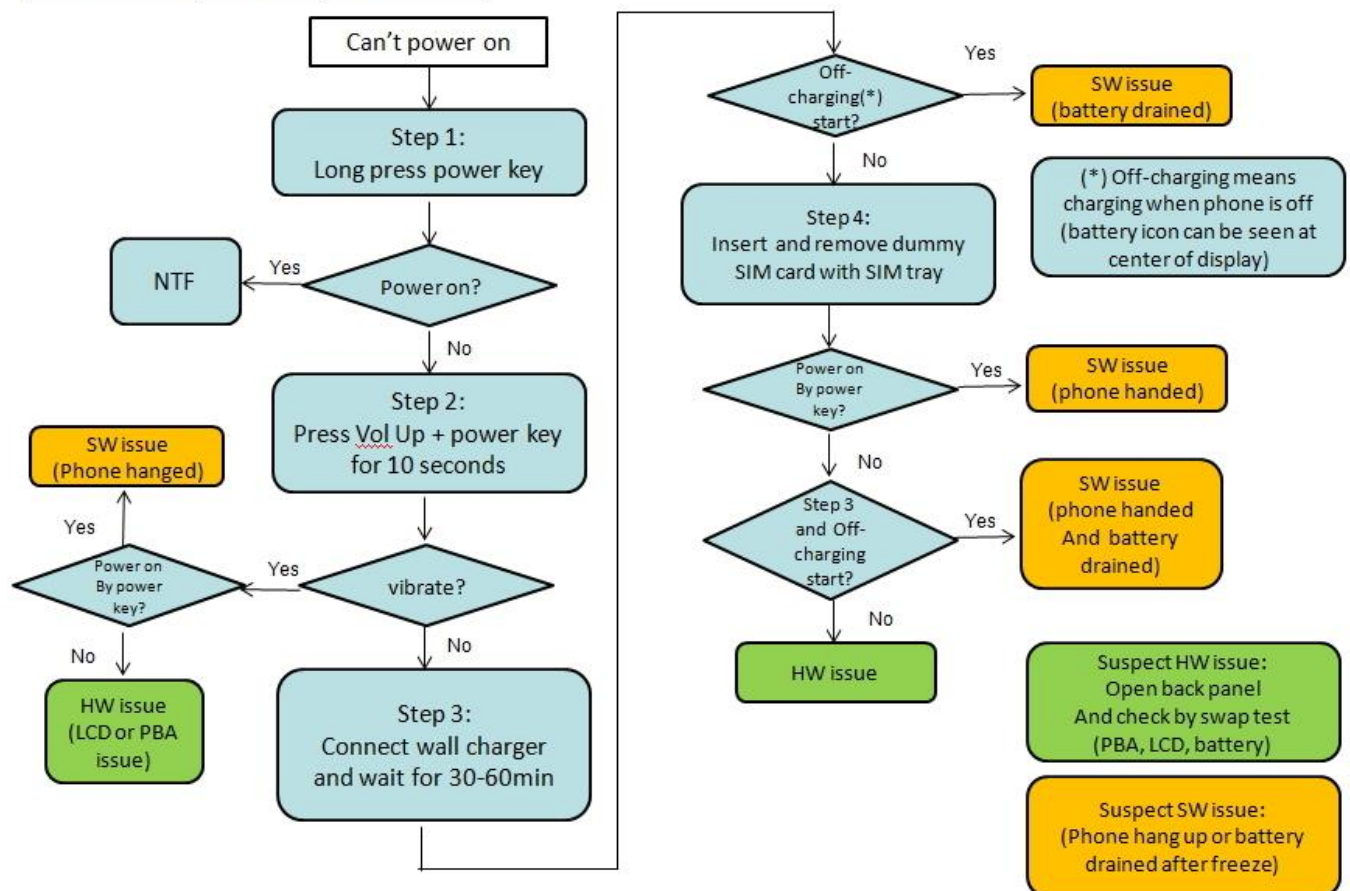 Can't power on
Step 1:
Long press power key
Power on?
Yes
NTF
No
Step 2:
Press Vol Up + power key
for 10 seconds
vibrate?
Yes
Power on
By power
key?
Yes
SW issue
(Phone hanged)
No
HW issue
(LCD or PBA
issue)
No
Step 3:
Connect wall charger
and wait for 30-60min
Off-
charging(*)
start?
Yes
SW issue
(battery drained)
(*) Off-charging means
charging when phone is off
(battery icon can be seen at
center of display)
No
Step 4:
Insert and remove dummy
SIM card with SIM tray
Power on
By power
key?
Yes
SW issue
(phone handed)
No
Step 3
and Off-
charging
start?
Yes
SW issue
(phone handed
And battery
drained)
No
HW issue
Suspect HW issue:
Open back panel
And check by swap test
(PBA, LCD, battery)
Suspect SW issue:
(Phone hang up or battery
drained after freeze)